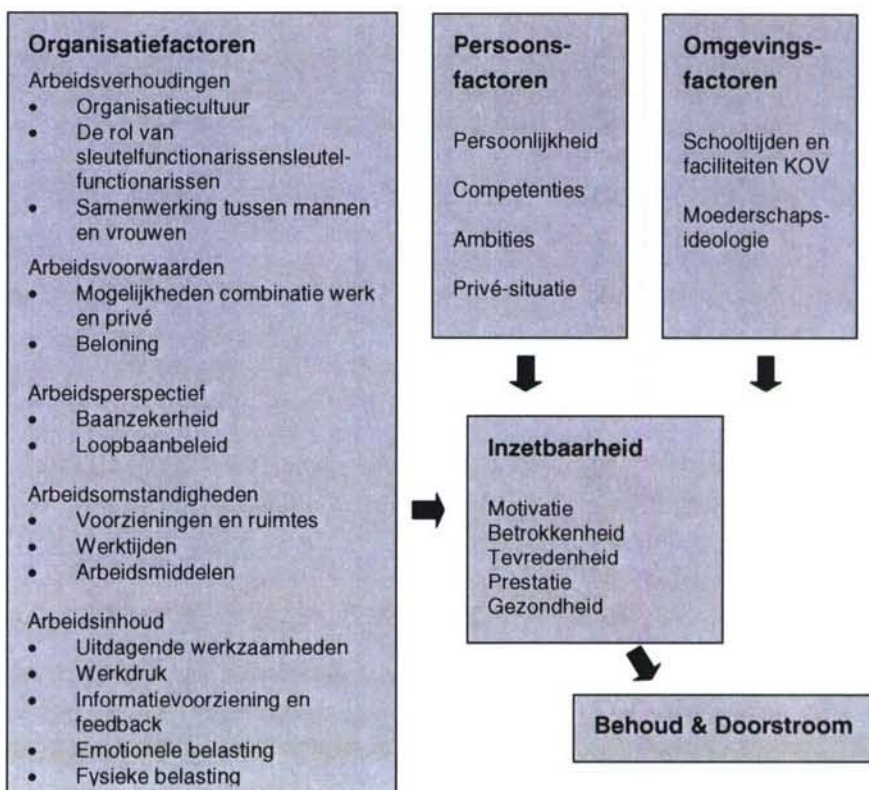 Organisatiefactoren
Arbeidsverhoudingen
• Organisatiecultuur
• De rol van
sleutelfunctionarissensleutel-
functionarissen
• Samenwerking tussen mannen
en vrouwen
Arbeidsvoorwaarden
• Mogelijkheden combinatie werk
en privé
• Beloning
Arbeidsperspectief
• Baanzekerheid
• Loopbaanbeleid
Arbeidsomstandigheden
• Voorzieningen en ruimtes
• Werktijden
• Arbeidsmiddelen
Arbeidsinhoud
• Uitdagende werkzaamheden
• Werkdruk
• Informatievoorziening en
feedback
• Emotionele belasting
• Fysieke belasting
Persoons-
factoren
Persoonlijkheid
Competenties
Ambities
Privé-situatie
Omgevings-
factoren
Schooltijden en
faciliteiten KOV
Moederschaps-
ideologie
Inzetbaarheid
Motivatie
Betrokkenheid
Tevredenheid
Prestatie
Gezondheid
Behoud & Doorstroom